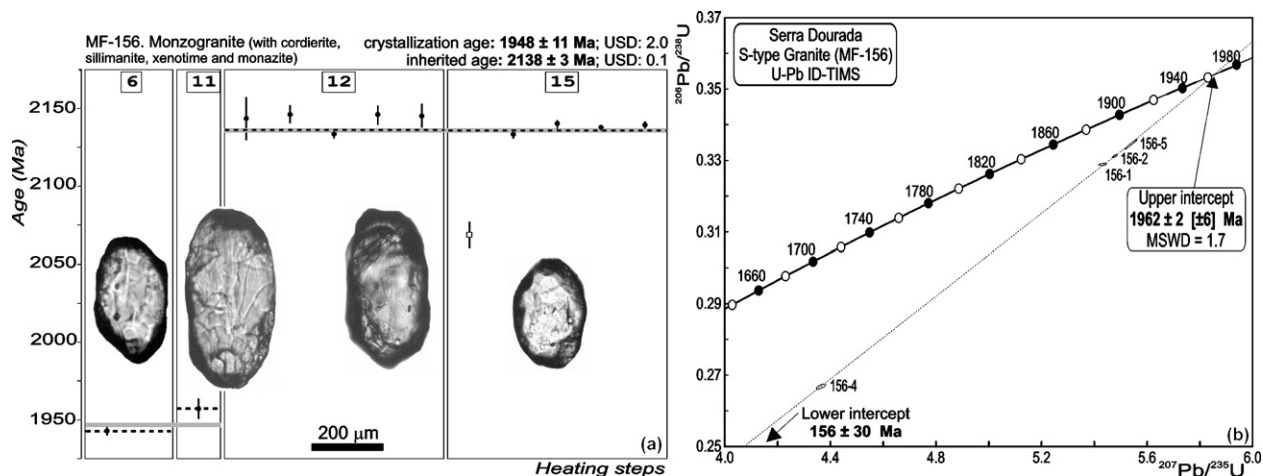 MF-156. Monzogranite (with cordierite, sillimanite, xenotime and monazite)
crystallization age: 1948 ± 11 Ma; USD: 2.0
inherited age: 2138 ± 3 Ma; USD: 0.1
6
11
12
15
2150
2100
2050
2000
1950
Age (Ma)
200 µm
(a)
Heating steps
0.37
0.35
0.33
0.31
0.29
0.27
0.25
²⁰⁶Pb/²³⁸U
Serra Dourada
S-type Granite (MF-156)
U-Pb ID-TIMS
1980
1940
1900
1860
1820
1780
1740
1700
1660
156-5
156-2
156-1
156-4
Upper intercept
1962 ± 2 [±6] Ma
MSWD = 1.7
Lower intercept
156 ± 30 Ma
(b)
4.0
4.4
4.8
5.2
5.6
6.0
²⁰⁷Pb/²³⁵U